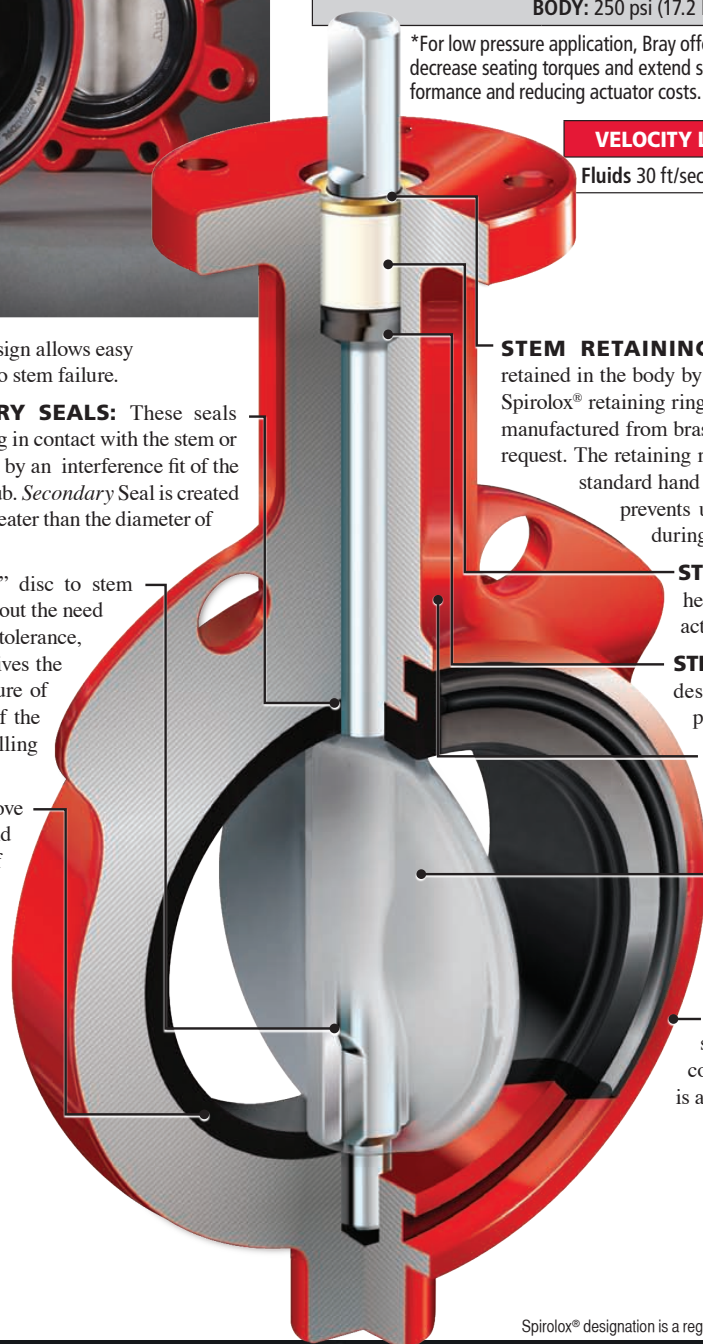 BODY: 250 psi (17.2
*For low pressure application, Bray offe
decrease seating torques and extend s
formance and reducing actuator costs.
VELOCITY L
Fluids 30 ft/sec
sign allows easy
o stem failure.
RY SEALS: These seals
g in contact with the stem or
by an interference fit of the
ub. Secondary Seal is created
eater than the diameter of
” disc to stem
out the need
tolerance,
ives the
ure of
f the
lling
ove
d
f
STEM RETAINING
retained in the body by
Spirolox® retaining ring
manufactured from bras
request. The retaining r
standard hand
prevents u
during
ST
he
act
STE
des
p
s
co
is a
Spirolox® designation is a reg